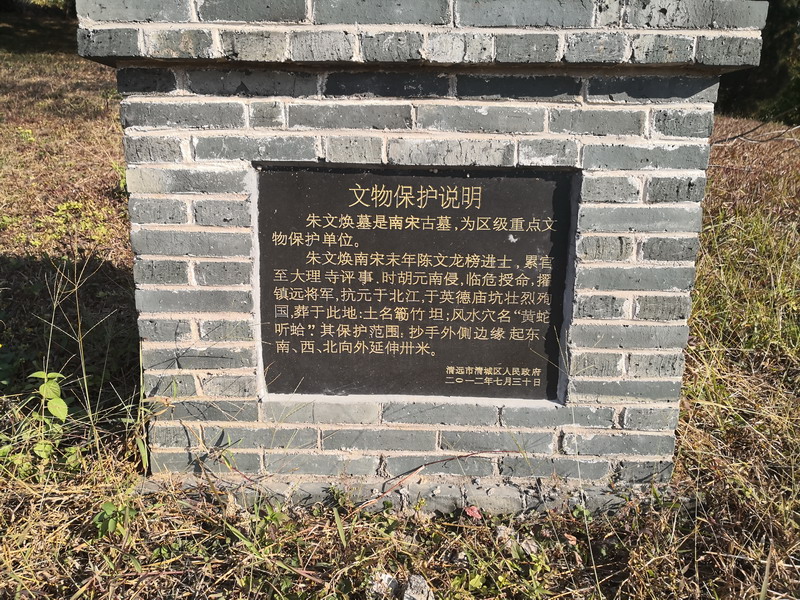 文物保护说明
朱文焕墓是南宋古墓,为区级重点文
物保护单位。
朱文焕南宋末年陈文龙榜进士,累官
至大理寺评事.时胡元南侵,临危授命,擢
镇远将军,抗元于北江,于英德庙坑壮烈殉
国,葬于此地:土名簕竹坦;风水穴名“黄蛇
听蛤”.其保护范围:抄手外侧边缘起东、
南、西、北向外延伸卅米。
清远市清城区人民政府
二〇一二年七月三十日